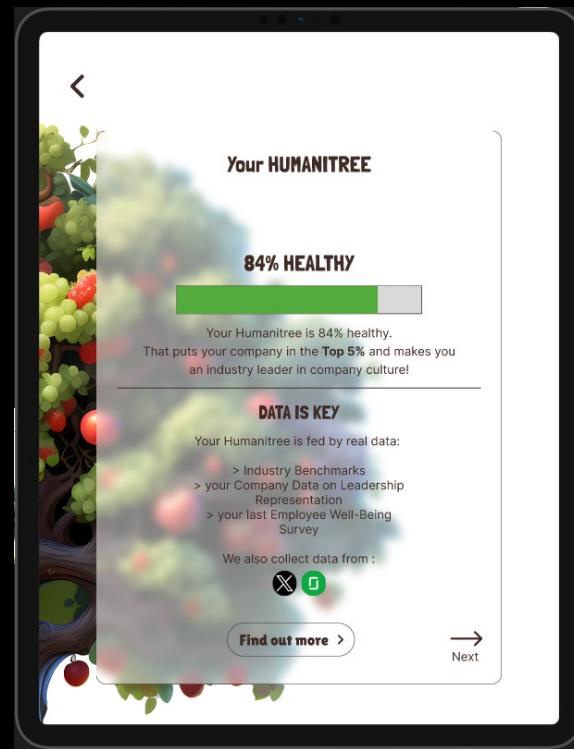 Your HUMANITREE
84% HEALTHY
Your Humanitree is 84% healthy.
That puts your company in the Top 5% and makes you
an industry leader in company culture!
DATA IS KEY
Your Humanitree is fed by real data:
> Industry Benchmarks
> your Company Data on Leadership
Representation
> your last Employee Well-Being
Survey
We also collect data from :
Find out more >
Next